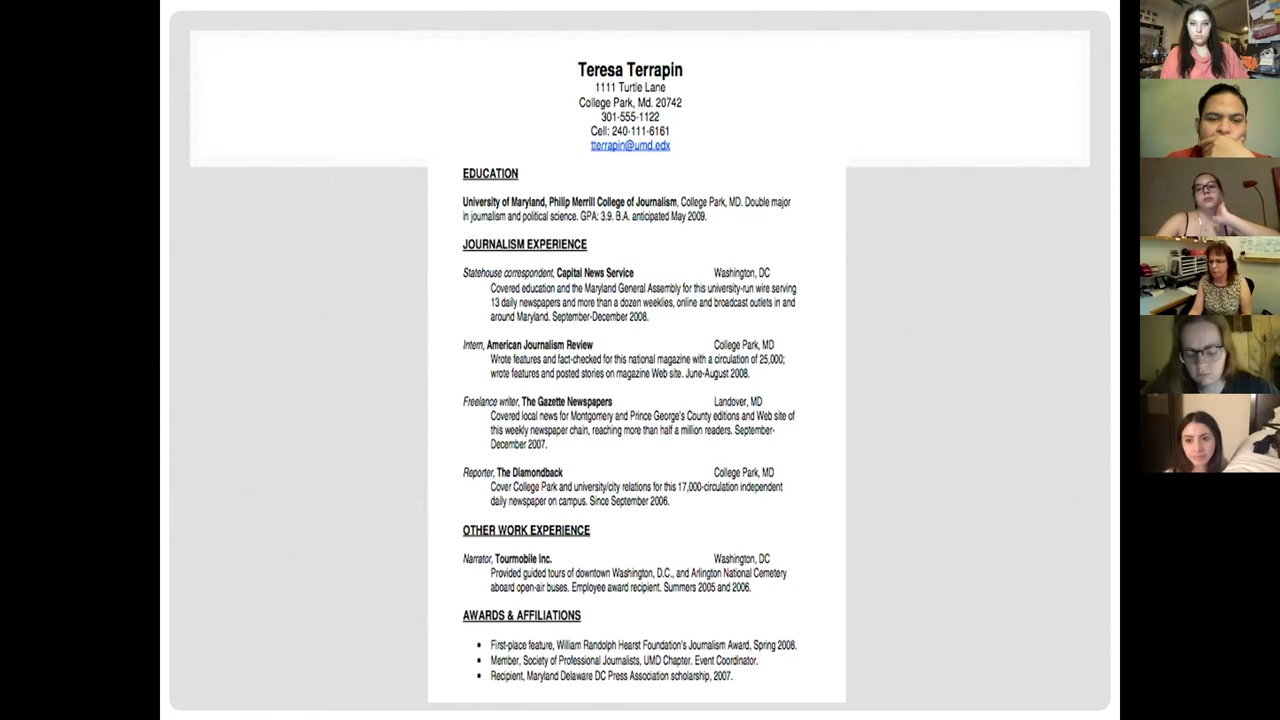 Teresa Terrapin
1111 Turtle Lane
College Park, Md. 20742
301-555-1122
Cell: 240-111-6161
tterrapin@umd.edx
EDUCATION
University of Maryland, Philip Merrill College of Journalism, College Park, MD. Double major
in journalism and political science. GPA: 3.9. B.A. anticipated May 2009.
JOURNALISM EXPERIENCE
Statehouse correspondent, Capital News Service Washington, DC
Covered education and the Maryland General Assembly for this university-run wire serving
13 daily newspapers and more than a dozen weeklies, online and broadcast outlets in and
around Maryland. September-December 2008.
Intern, American Journalism Review College Park, MD
Wrote features and fact-checked for this national magazine with a circulation of 25,000;
wrote features and posted stories on magazine Web site. June-August 2008.
Freelance writer, The Gazette Newspapers Landover, MD
Covered local news for Montgomery and Prince George's County editions and Web site of
this weekly newspaper chain, reaching more than half a million readers. September-
December 2007.
Reporter, The Diamondback College Park, MD
Cover College Park and university/city relations for this 17,000-circulation independent
daily newspaper on campus. Since September 2006.
OTHER WORK EXPERIENCE
Narrator, Tourmobile Inc. Washington, DC
Provided guided tours of downtown Washington, D.C., and Arlington National Cemetery
aboard open-air buses. Employee award recipient. Summers 2005 and 2006.
AWARDS & AFFILIATIONS
• First-place feature, William Randolph Hearst Foundation's Journalism Award, Spring 2008.
• Member, Society of Professional Journalists, UMD Chapter. Event Coordinator.
• Recipient, Maryland Delaware DC Press Association scholarship, 2007.